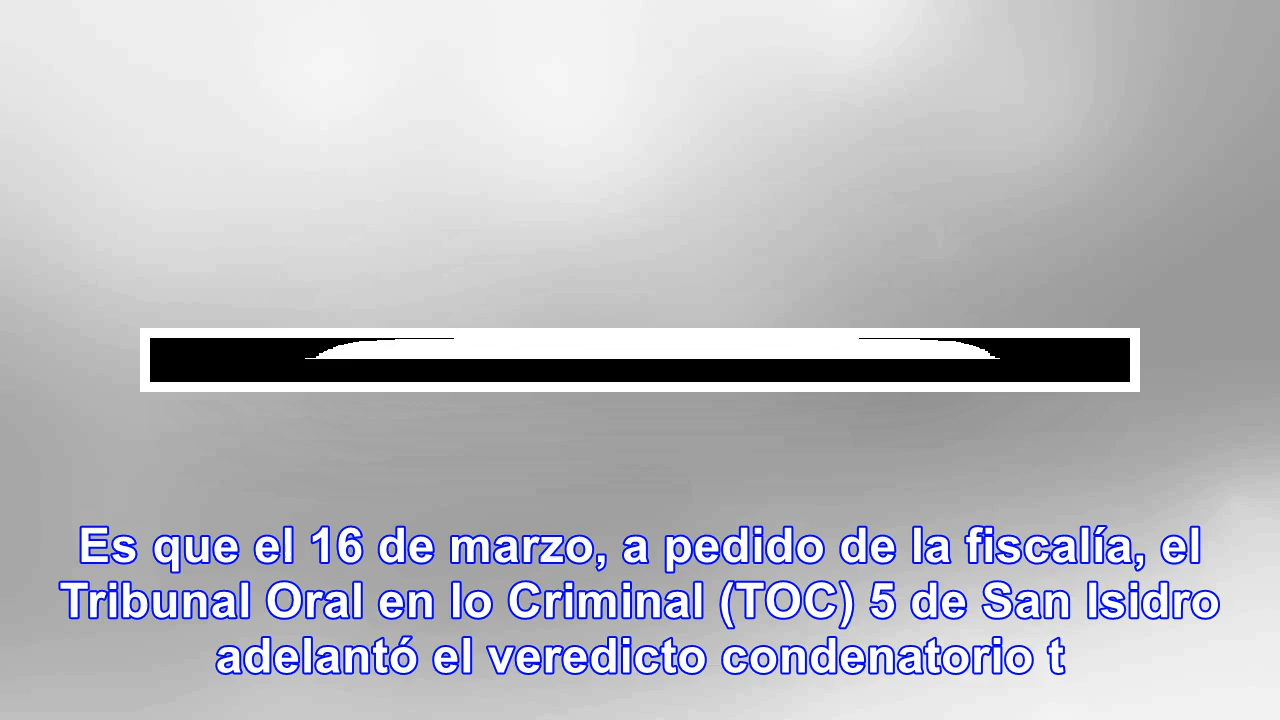 Es que el 16 de marzo, a pedido de la fiscalía, el
Tribunal Oral en lo Criminal (TOC) 5 de San Isidro
adelantó el veredicto condenatorio t